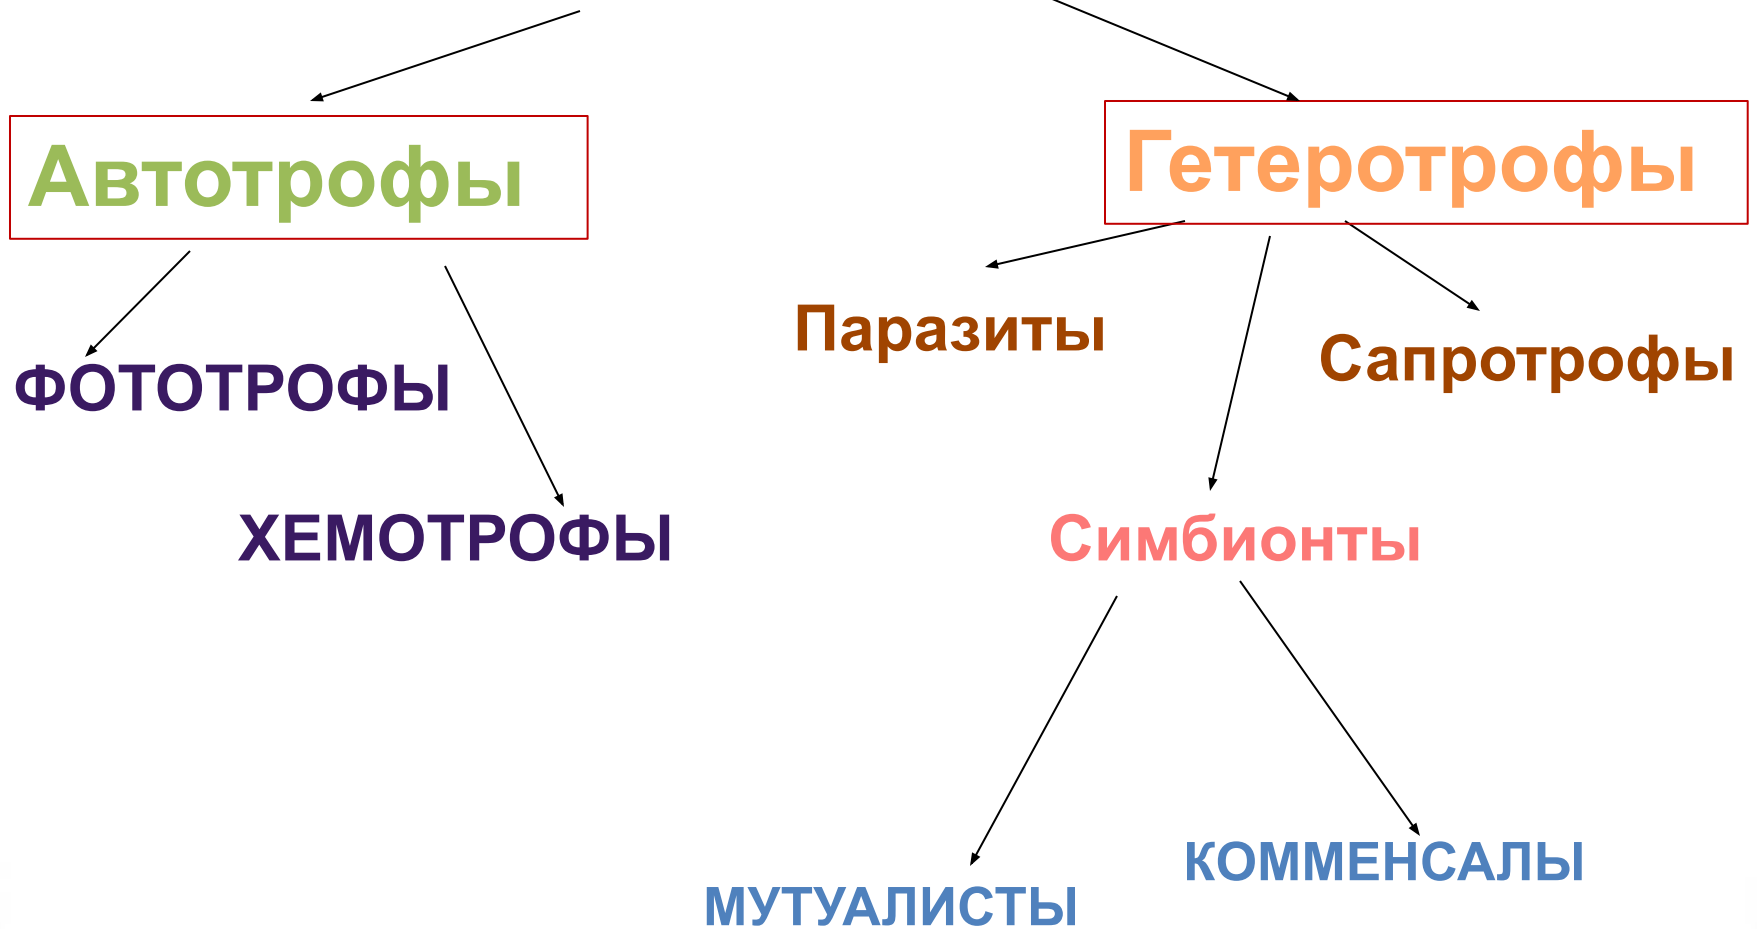 Автотрофы
Гетеротрофы
Паразиты
Сапротрофы
ФОТОТРОФЫ
ХЕМОТРОФЫ
Симбионты
КОММЕНСАЛЫ
МУТУАЛИСТЫ